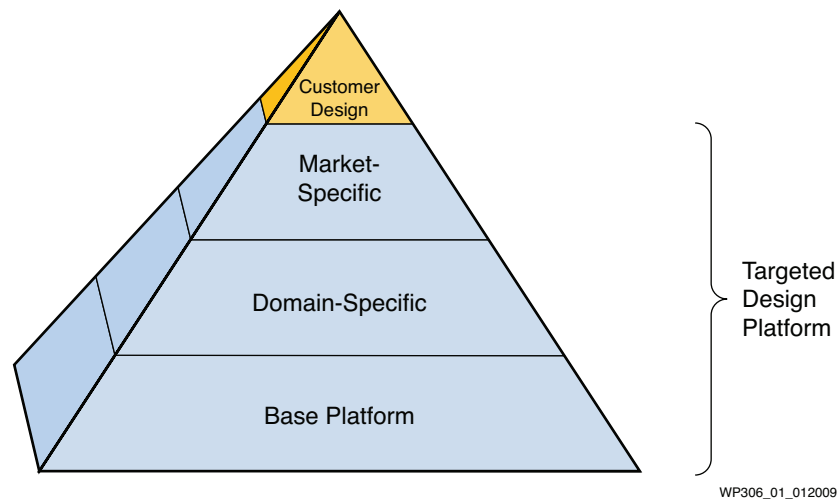 Customer
Design
Market-
Specific
Domain-Specific
Base Platform
Targeted
Design
Platform
WP306_01_012009